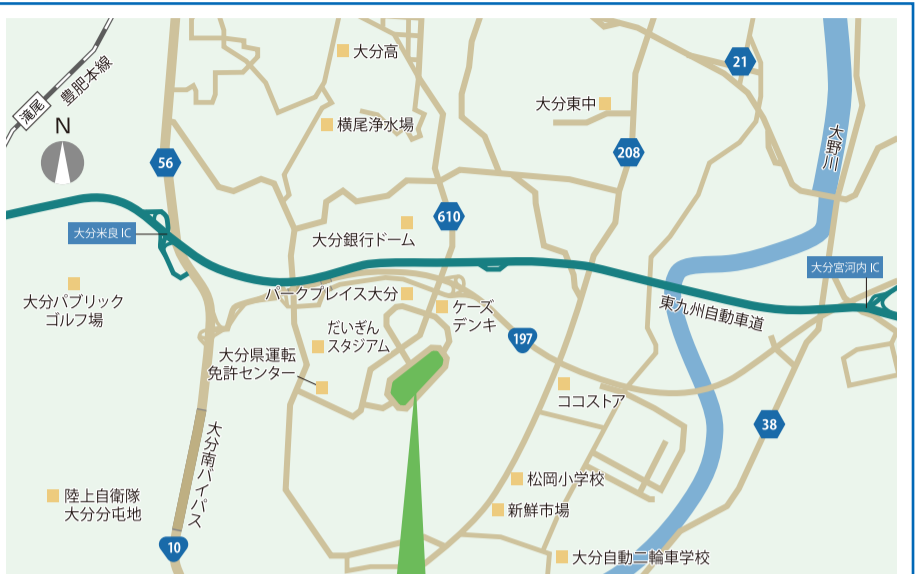 大分高
21
豊肥本線
滝尾
大分東中
横尾浄水場
N
大野川
56
208
610
大分米良 IC
大分銀行ドーム
大分宮河内 IC
大分パブリック
ゴルフ場
パークプレイス大分
ケーズ
デンキ
東九州自動車道
だいぎん
スタジアム
197
大分県運転
免許センター
ココストア
38
大分南バイパス
松岡小学校
陸上自衛隊
大分分屯地
新鮮市場
10
大分自動二輪車学校